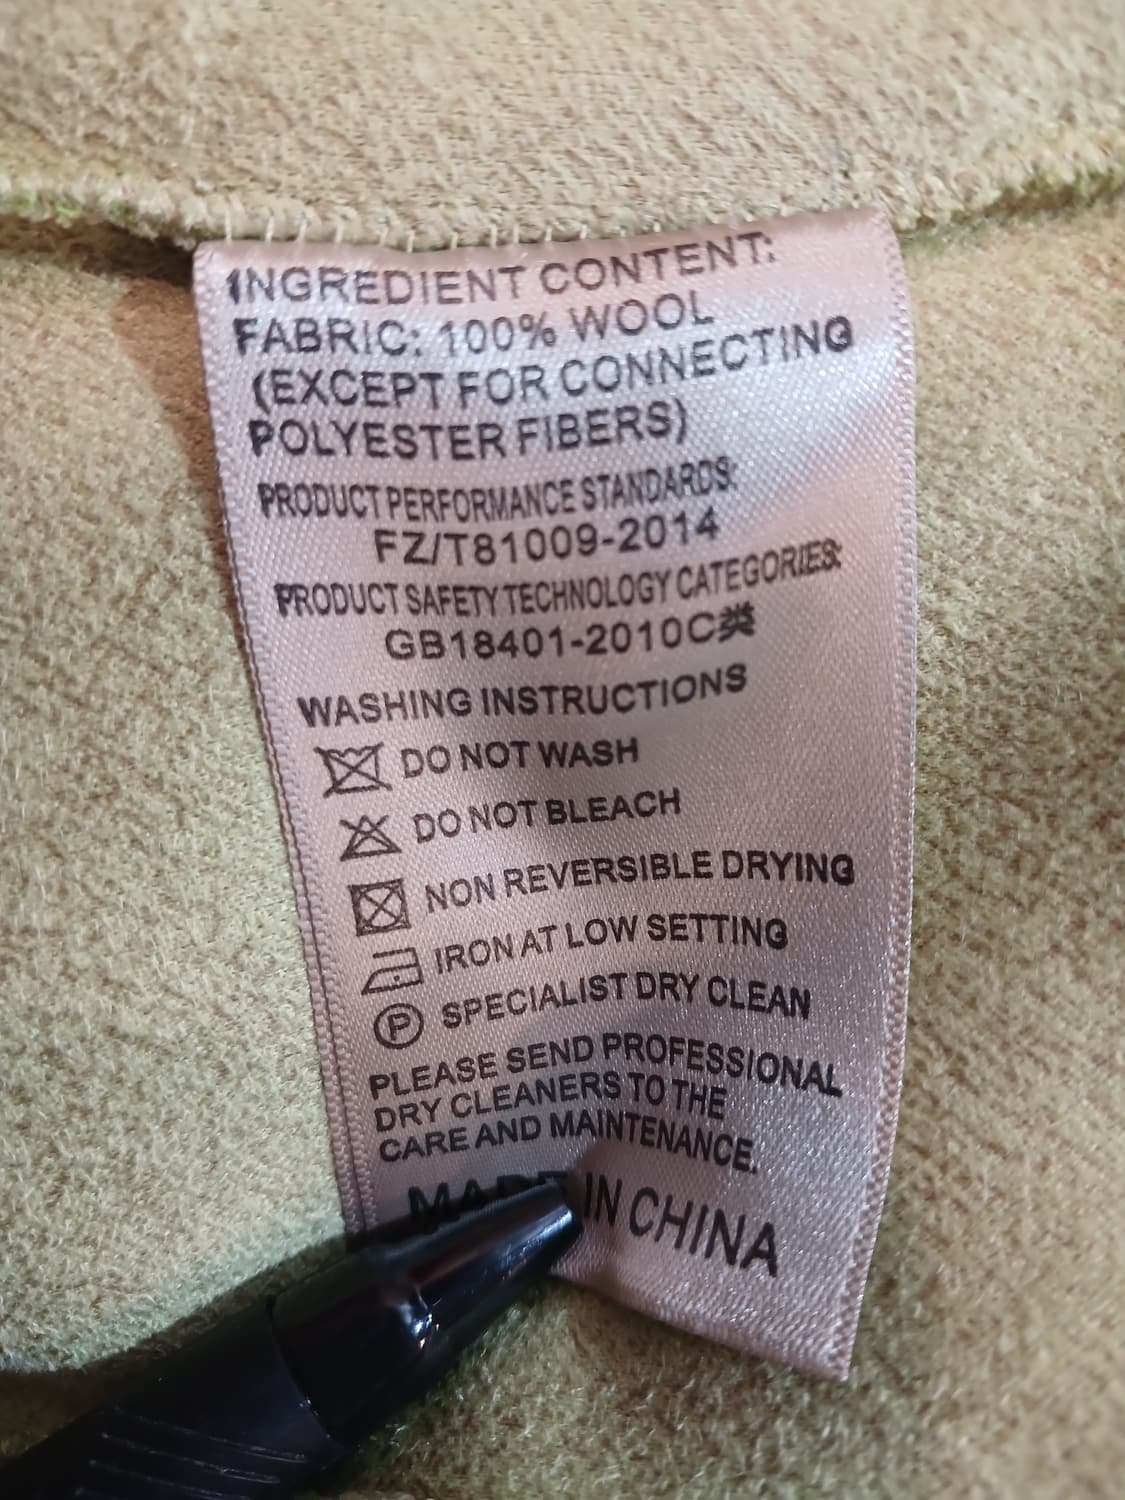 INGREDIENT CONTENT:
FABRIC: 100% WOOL
(EXCEPT FOR CONNECTING
POLYESTER FIBERS)
PRODUCT PERFORMANCE STANDARDS:
FZ/T81009-2014
PRODUCT SAFETY TECHNOLOGY CATEGORIES:
GB18401-2010C类
WASHING INSTRUCTIONS
DO NOT WASH
DO NOT BLEACH
NON REVERSIBLE DRYING
IRON AT LOW SETTING
P SPECIALIST DRY CLEAN
PLEASE SEND PROFESSIONAL
DRY CLEANERS TO THE
CARE AND MAINTENANCE.
MADE IN CHINA